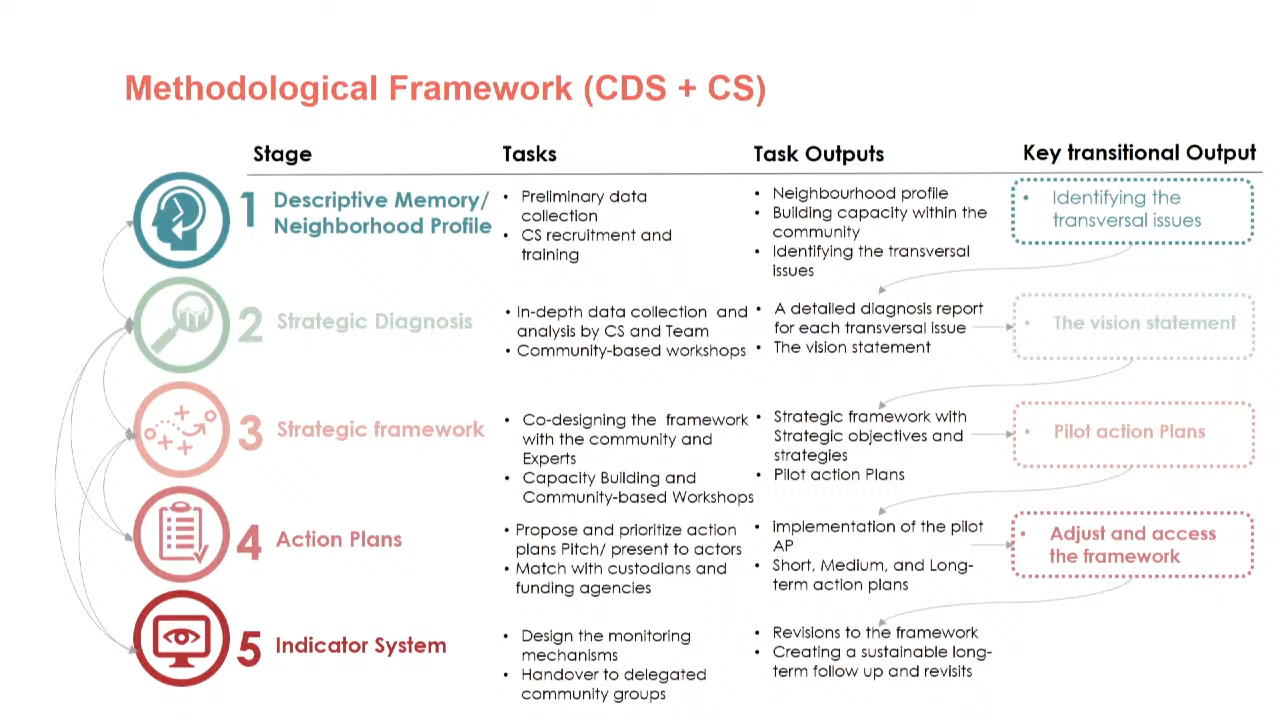 Methodological Framework (CDS + CS)
Stage
Tasks
Task Outputs
Key transitional Output
1
Descriptive Memory/
Neighborhood Profile
• Preliminary data
collection
• CS recruitment and
training
• Neighbourhood profile
• Building capacity within the
community
• Identifying the transversal
issues
• Identifying the
transversal issues
2
Strategic Diagnosis
• In-depth data collection and
analysis by CS and Team
• Community-based workshops
• A detailed diagnosis report
for each transversal issue
• The vision statement
• The vision statement
3
Strategic framework
• Co-designing the framework
with the community and
Experts
• Capacity Building and
Community-based Workshops
• Strategic framework with
Strategic objectives and
strategies
• Pilot action Plans
• Pilot action Plans
4
Action Plans
• Propose and prioritize action
plans Pitch/ present to actors
• Match with custodians and
funding agencies
• Implementation of the pilot
AP
• Short, Medium, and Long-
term action plans
• Adjust and access
the framework
5
Indicator System
• Design the monitoring
mechanisms
• Handover to delegated
community groups
• Revisions to the framework
• Creating a sustainable long-
term follow up and revisits